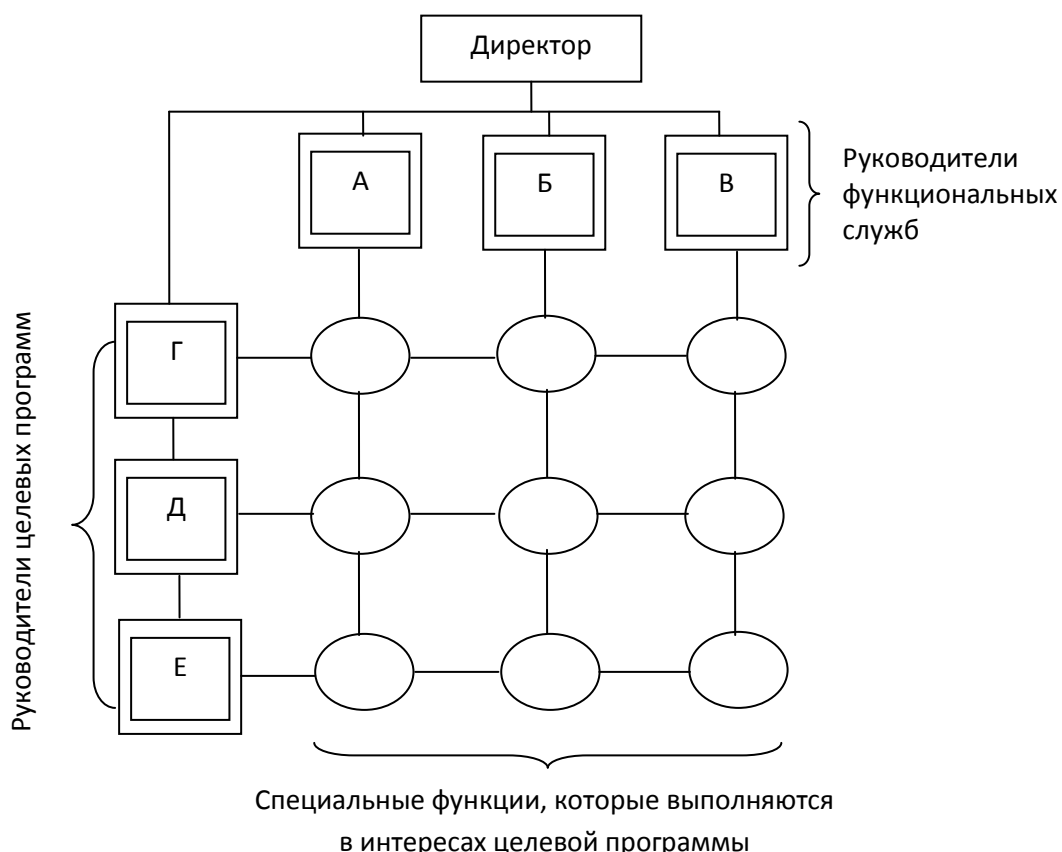 Директор
А
Б
В
Руководители
функциональных
служб
Руководители целевых программ
Г
Д
Е
Специальные функции, которые выполняются
в интересах целевой программы